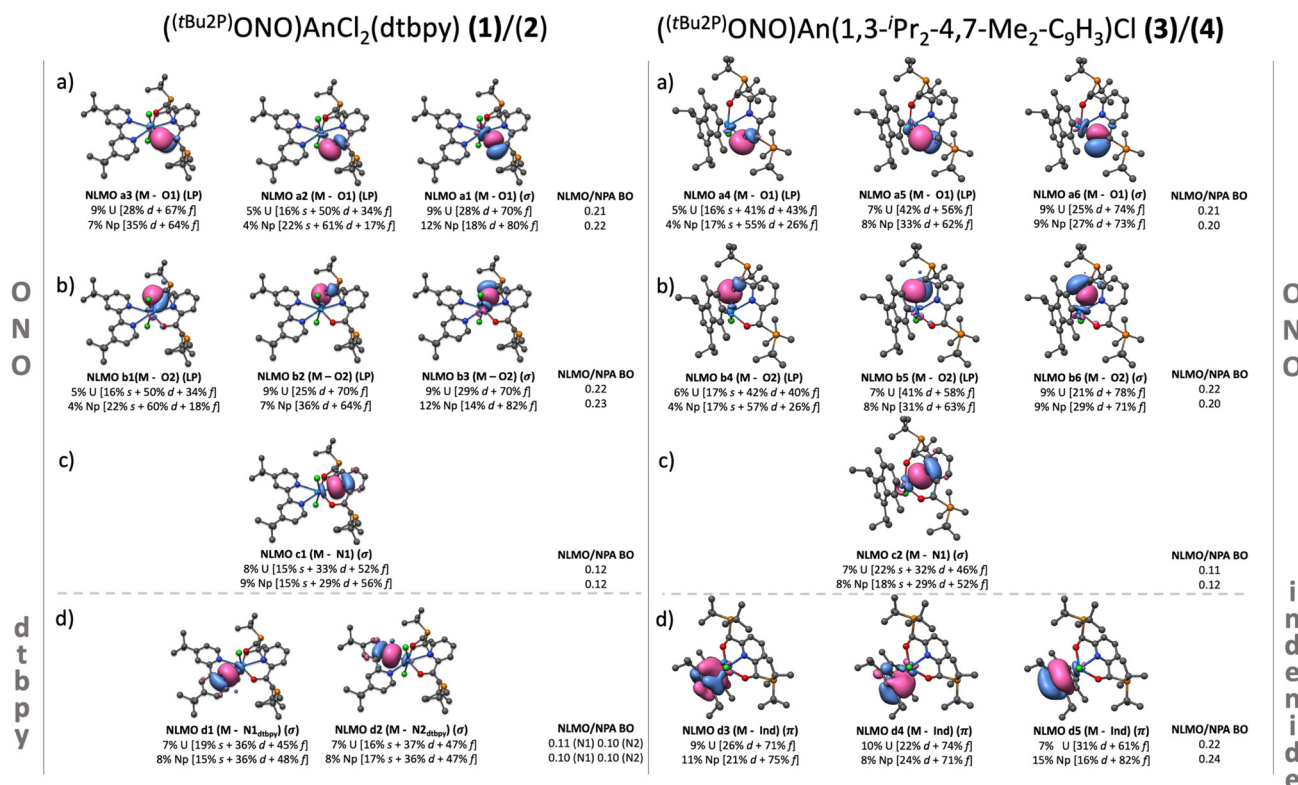 ((tBu2P)ONO)AnCl2(dtbpy) (1)/(2)
((tBu2P)ONO)An(1,3-iPr2-4,7-Me2-C9H3)Cl (3)/(4)
ONO
dtbpy
a)
NLMO a3 (M - O1) (LP)
9% U [28% d + 67% f]
7% Np [35% d + 64% f]
NLMO a2 (M - O1) (LP)
5% U [16% s + 50% d + 34% f]
4% Np [22% s + 61% d + 17% f]
NLMO a1 (M - O1) (σ)
9% U [28% d + 70% f]
12% Np [18% d + 80% f]
NLMO/NPA BO
0.21
0.22
b)
NLMO b1(M - O2) (LP)
5% U [16% s + 50% d + 34% f]
4% Np [22% s + 60% d + 18% f]
NLMO b2 (M – O2) (LP)
9% U [25% d + 70% f]
7% Np [36% d + 64% f]
NLMO b3 (M – O2) (σ)
9% U [29% d + 70% f]
12% Np [14% d + 82% f]
NLMO/NPA BO
0.22
0.23
c)
NLMO c1 (M - N1) (σ)
8% U [15% s + 33% d + 52% f]
9% Np [15% s + 29% d + 56% f]
NLMO/NPA BO
0.12
0.12
d)
NLMO d1 (M - N1dtbpy) (σ)
7% U [19% s + 36% d + 45% f]
8% Np [15% s + 36% d + 48% f]
NLMO d2 (M - N2dtbpy) (σ)
7% U [16% s + 37% d + 47% f]
8% Np [17% s + 36% d + 47% f]
NLMO/NPA BO
0.11 (N1) 0.10 (N2)
0.10 (N1) 0.10 (N2)
a)
NLMO a4 (M - O1) (LP)
5% U [16% s + 41% d + 43% f]
4% Np [17% s + 55% d + 26% f]
NLMO a5 (M - O1) (LP)
7% U [42% d + 56% f]
8% Np [33% d + 62% f]
NLMO a6 (M - O1) (σ)
9% U [25% d + 74% f]
9% Np [27% d + 73% f]
NLMO/NPA BO
0.21
0.20
b)
NLMO b4 (M - O2) (LP)
6% U [17% s + 42% d + 40% f]
4% Np [17% s + 57% d + 26% f]
NLMO b5 (M - O2) (LP)
7% U [41% d + 58% f]
8% Np [31% d + 63% f]
NLMO b6 (M - O2) (σ)
9% U [21% d + 78% f]
9% Np [29% d + 71% f]
NLMO/NPA BO
0.22
0.20
c)
NLMO c2 (M - N1) (σ)
7% U [22% s + 32% d + 46% f]
8% Np [18% s + 29% d + 52% f]
NLMO/NPA BO
0.11
0.12
d)
NLMO d3 (M - Ind) (π)
9% U [26% d + 71% f]
11% Np [21% d + 75% f]
NLMO d4 (M - Ind) (π)
10% U [22% d + 74% f]
8% Np [24% d + 71% f]
NLMO d5 (M - Ind) (π)
7% U [31% d + 61% f]
15% Np [16% d + 82% f]
NLMO/NPA BO
0.22
0.24
ONO
indenide